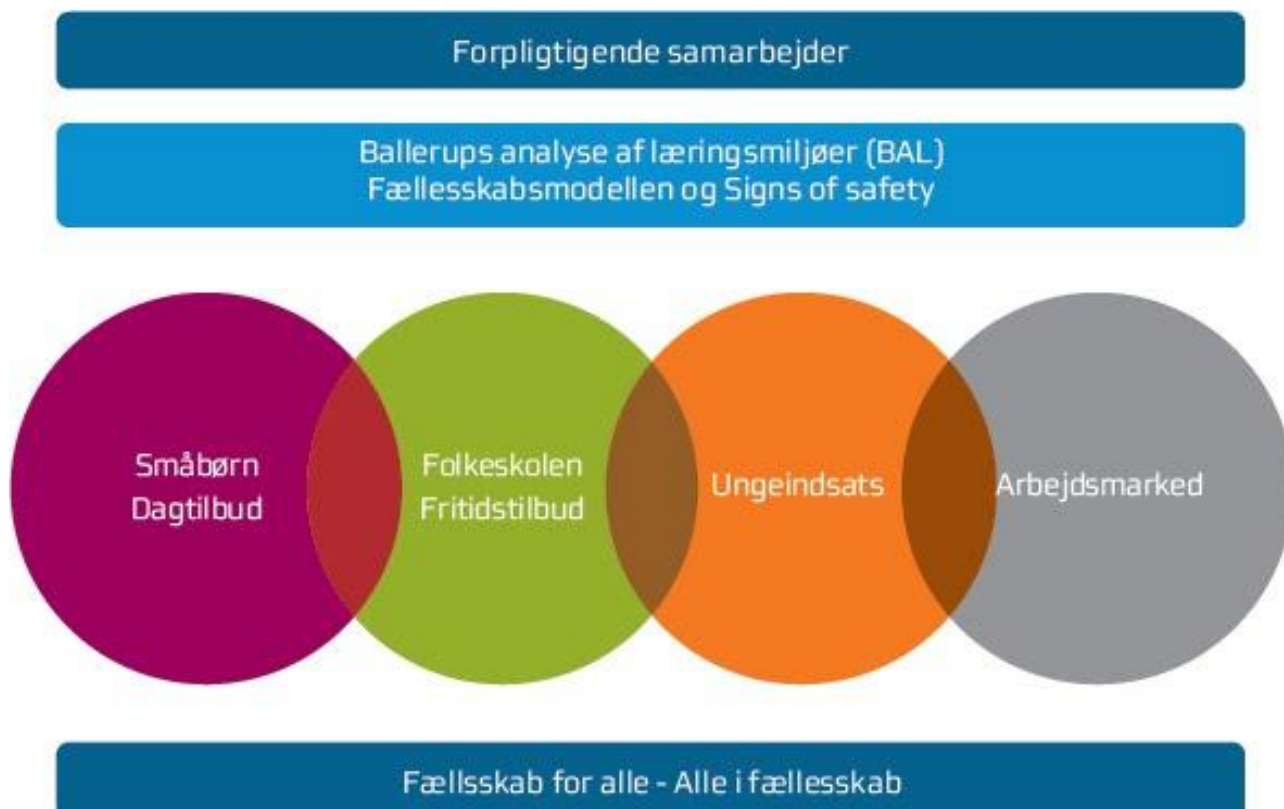 Forpligtigende samarbejder
Ballerups analyse af læringsmiljøer (BAL)
Fællesskabsmodellen og Signs of safety
Småbørn
Dagtilbud
Folkeskolen
Fritidstilbud
Ungeindsats
Arbejdsmarked
Fællsskab for alle - Alle i fællesskab